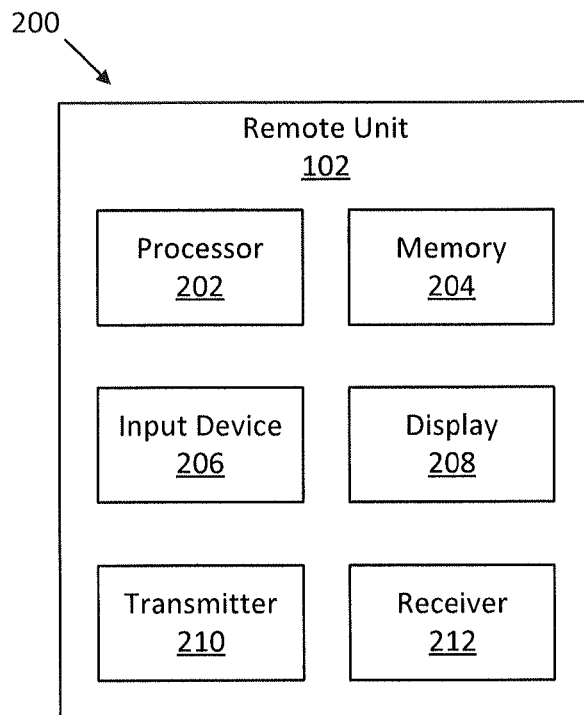 200
Remote Unit
102
Processor
202
Memory
204
Input Device
206
Display
208
Transmitter
210
Receiver
212